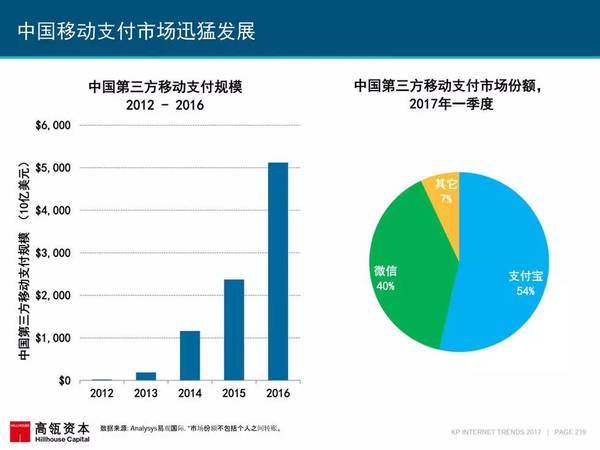 中国移动支付市场迅猛发展
中国第三方移动支付规模
2012 - 2016
中国第三方移动支付规模 (10亿美元)
$6,000
$5,000
$4,000
$3,000
$2,000
$1,000
$0
2012 2013 2014 2015 2016
中国第三方移动支付市场份额,
2017年一季度
其它
7%
微信
40%
支付宝
54%
HILLHOUSE
高瓴资本
Hillhouse Capital
数据来源: Analysys易观国际. *市场份额不包括个人之间转账。
KP INTERNET TRENDS 2017 | PAGE 219